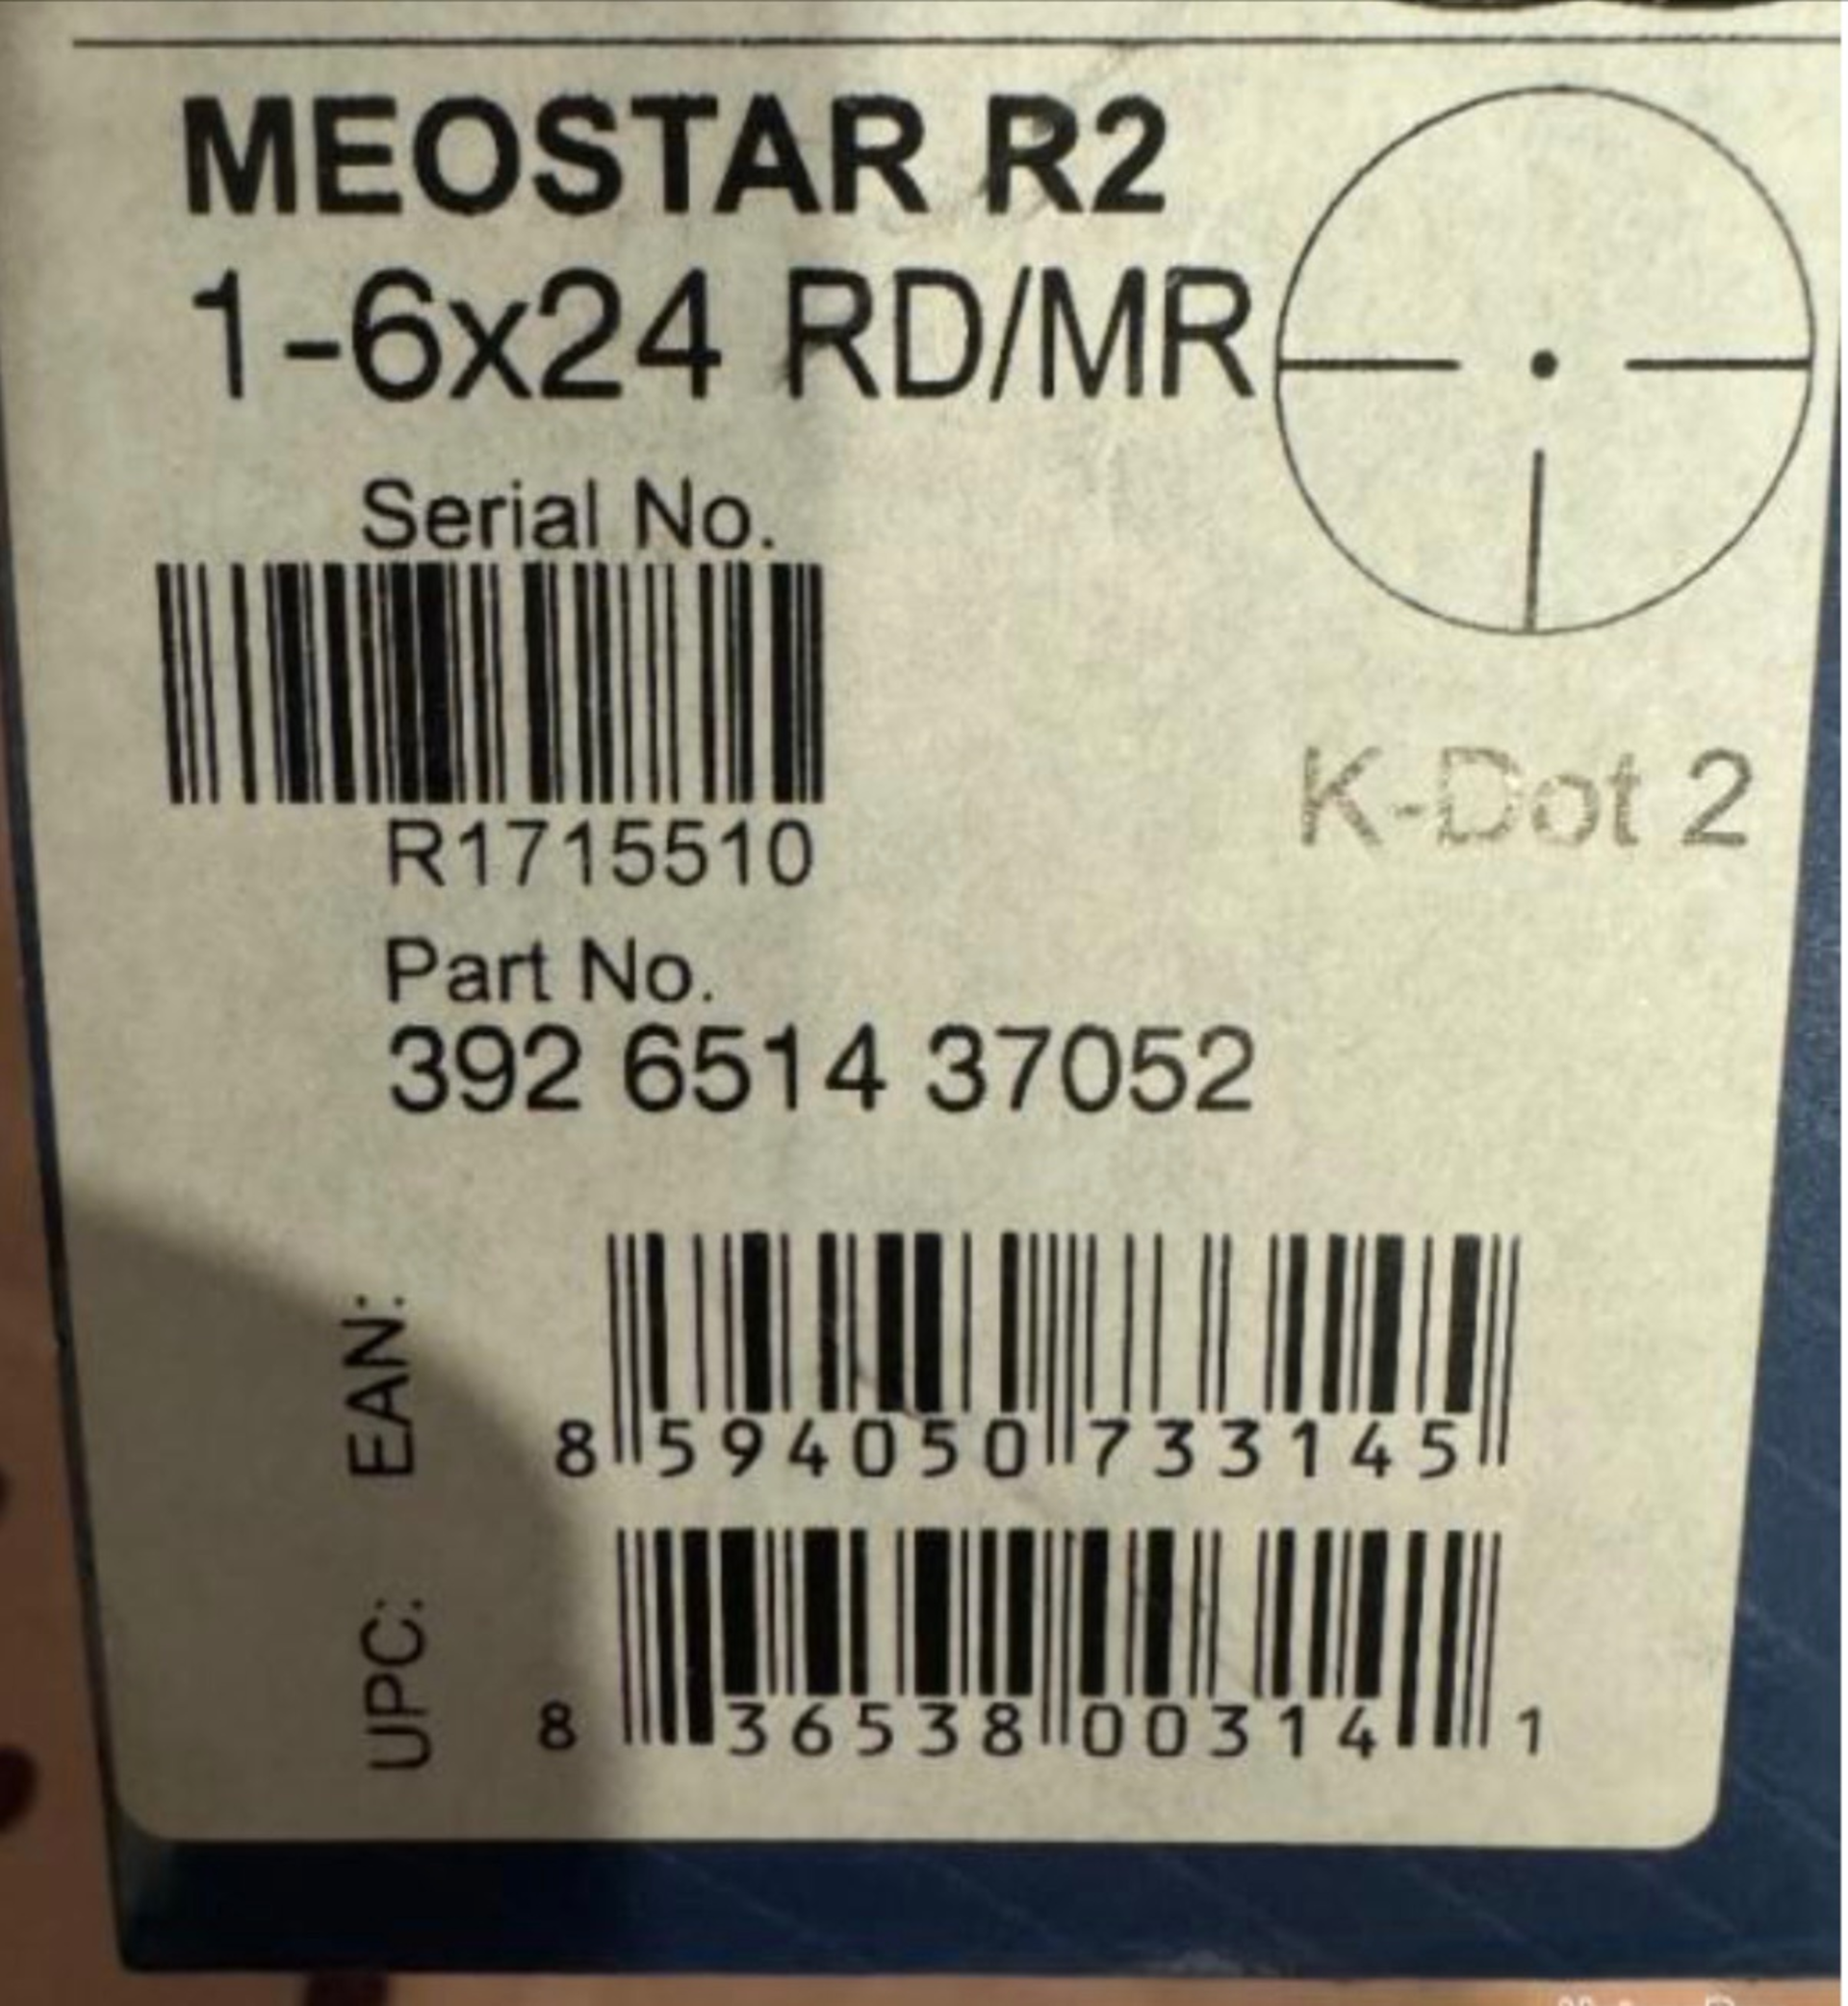 MEOSTAR R2
1-6x24 RD/MR
Serial No.
R1715510
K-Dot 2
Part No.
392 6514 37052
EAN:
8 594050 733145
UPC:
8 36538 00314 1